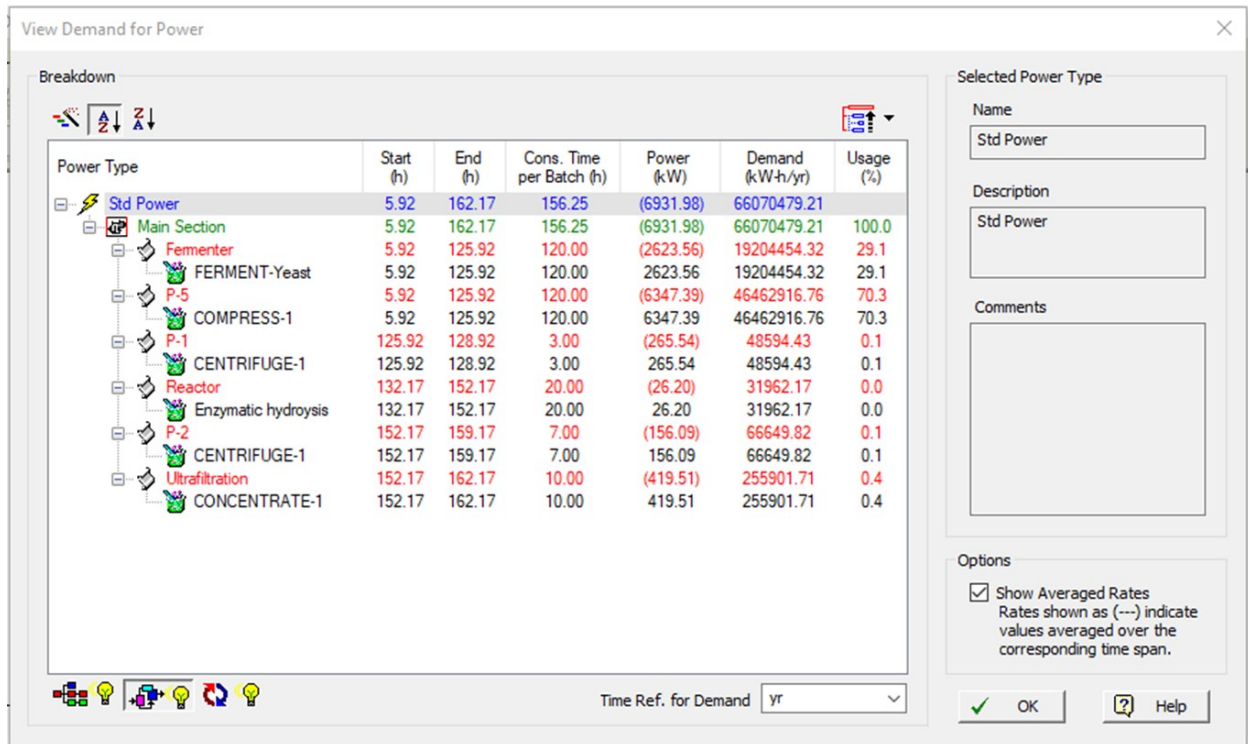 View Demand for Power
Breakdown
Power Type Start (h) End (h) Cons. Time per Batch (h) Power (kW) Demand (kW-h/yr) Usage (%)
Std Power 5.92 162.17 156.25 (6931.98) 66070479.21
Main Section 5.92 162.17 156.25 (6931.98) 66070479.21 100.0
Fermenter 5.92 125.92 120.00 (2623.56) 19204454.32 29.1
FERMENT-Yeast 5.92 125.92 120.00 2623.56 19204454.32 29.1
P-5 5.92 125.92 120.00 (6347.39) 46462916.76 70.3
COMPRESS-1 5.92 125.92 120.00 6347.39 46462916.76 70.3
P-1 125.92 128.92 3.00 (265.54) 48594.43 0.1
CENTRIFUGE-1 125.92 128.92 3.00 265.54 48594.43 0.1
Reactor 132.17 152.17 20.00 (26.20) 31962.17 0.0
Enzymatic hydroysis 132.17 152.17 20.00 26.20 31962.17 0.0
P-2 152.17 159.17 7.00 (156.09) 66649.82 0.1
CENTRIFUGE-1 152.17 159.17 7.00 156.09 66649.82 0.1
Ultrafiltration 152.17 162.17 10.00 (419.51) 255901.71 0.4
CONCENTRATE-1 152.17 162.17 10.00 419.51 255901.71 0.4
Time Ref. for Demand yr
Selected Power Type
Name
Std Power
Description
Std Power
Comments
Options
Show Averaged Rates
Rates shown as (---) indicate
values averaged over the
corresponding time span.
OK Help